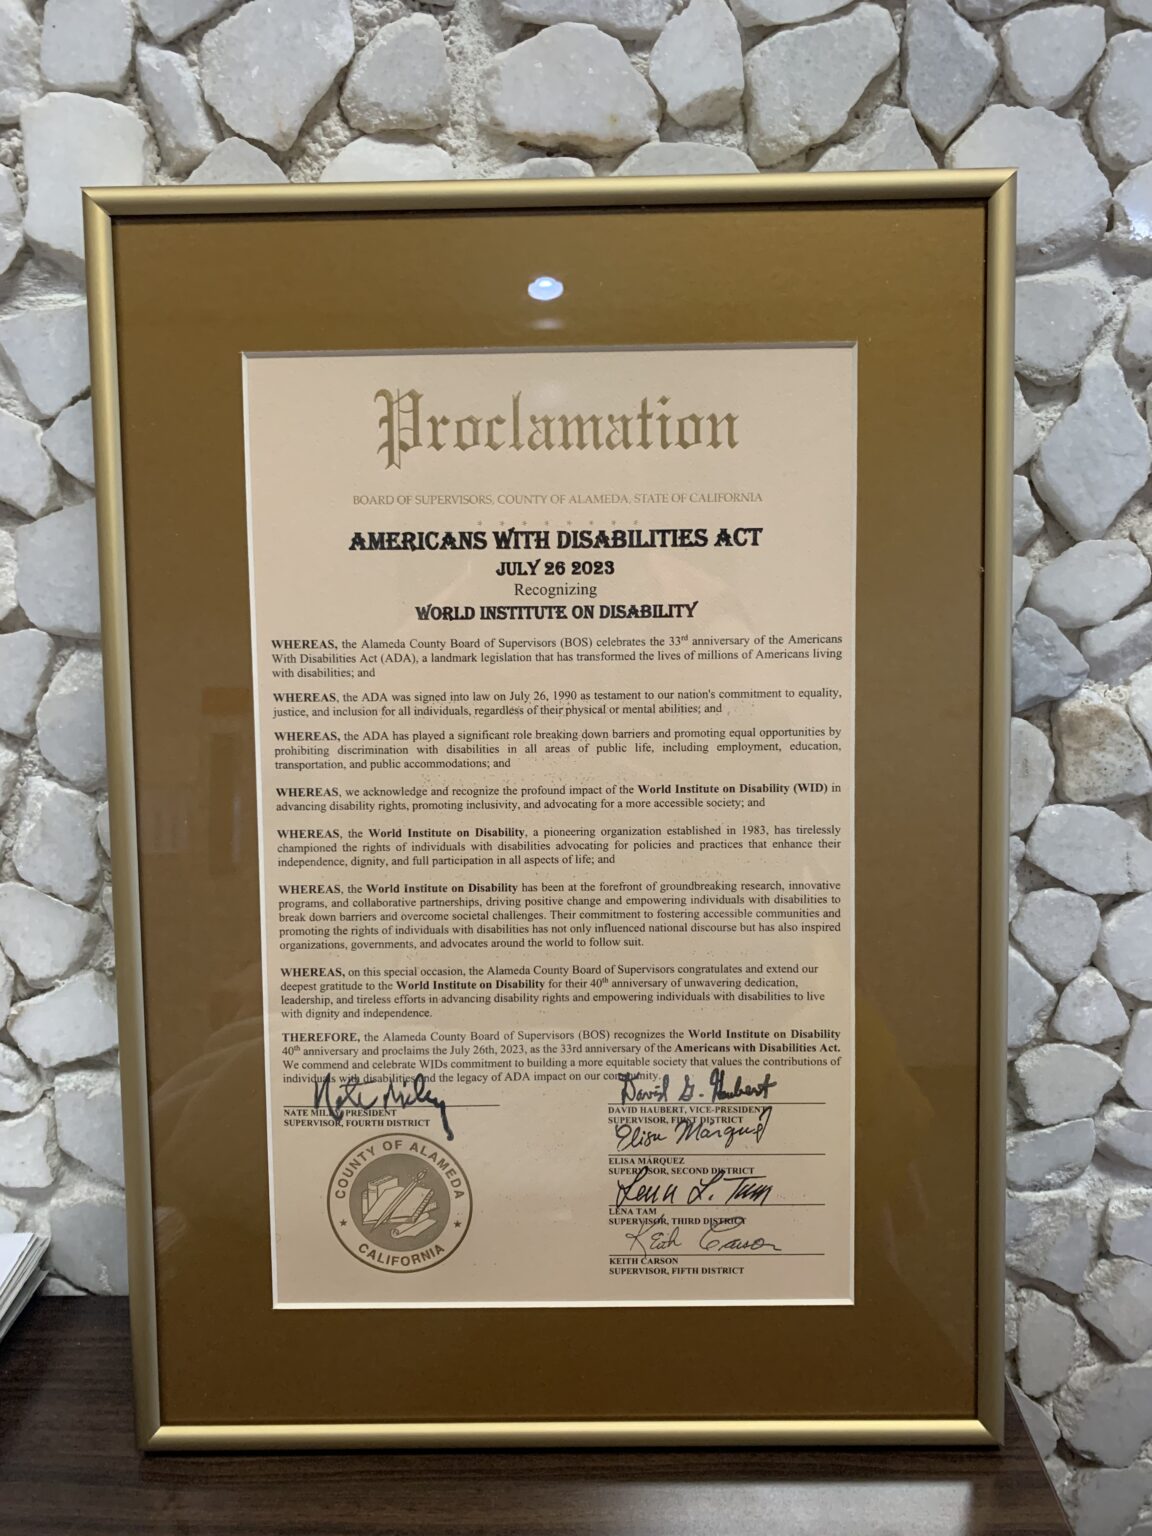 Proclamation
BOARD OF SUPERVISORS, COUNTY OF ALAMEDA, STATE OF CALIFORNIA
* * * * * * * *
AMERICANS WITH DISABILITIES ACT
JULY 26 2023
Recognizing
WORLD INSTITUTE ON DISABILITY
WHEREAS, the Alameda County Board of Supervisors (BOS) celebrates the 33rd anniversary of the Americans
With Disabilities Act (ADA), a landmark legislation that has transformed the lives of millions of Americans living
with disabilities; and
WHEREAS, the ADA was signed into law on July 26, 1990 as testament to our nation's commitment to equality,
justice, and inclusion for all individuals, regardless of their physical or mental abilities; and
WHEREAS, the ADA has played a significant role breaking down barriers and promoting equal opportunities by
prohibiting discrimination with disabilities in all areas of public life, including employment, education,
transportation, and public accommodations; and
WHEREAS, we acknowledge and recognize the profound impact of the World Institute on Disability (WID) in
advancing disability rights, promoting inclusivity, and advocating for a more accessible society; and
WHEREAS, the World Institute on Disability, a pioneering organization established in 1983, has tirelessly
championed the rights of individuals with disabilities advocating for policies and practices that enhance their
independence, dignity, and full participation in all aspects of life; and
WHEREAS, the World Institute on Disability has been at the forefront of groundbreaking research, innovative
programs, and collaborative partnerships, driving positive change and empowering individuals with disabilities to
break down barriers and overcome societal challenges. Their commitment to fostering accessible communities and
promoting the rights of individuals with disabilities has not only influenced national discourse but has also inspired
organizations, governments, and advocates around the world to follow suit.
WHEREAS, on this special occasion, the Alameda County Board of Supervisors congratulates and extend our
deepest gratitude to the World Institute on Disability for their 40th anniversary of unwavering dedication,
leadership, and tireless efforts in advancing disability rights and empowering individuals with disabilities to live
with dignity and independence.
THEREFORE, the Alameda County Board of Supervisors (BOS) recognizes the World Institute on Disability
40th anniversary and proclaims the July 26th, 2023, as the 33rd anniversary of the Americans with Disabilities Act.
We commend and celebrate WIDs commitment to building a more equitable society that values the contributions of
individuals with disabilities and the legacy of ADA impact on our community.
Nate Miley
NATE MILEY PRESIDENT
SUPERVISOR, FOURTH DISTRICT
COUNTY OF ALAMEDA
CALIFORNIA
David G. Haubert
DAVID HAUBERT, VICE-PRESIDENT
SUPERVISOR, FIRST DISTRICT
Elisa Márquez
ELISA MÁRQUEZ
SUPERVISOR, SECOND DISTRICT
Lena L. Tam
LENA TAM
SUPERVISOR, THIRD DISTRICT
Keith Carson
KEITH CARSON
SUPERVISOR, FIFTH DISTRICT